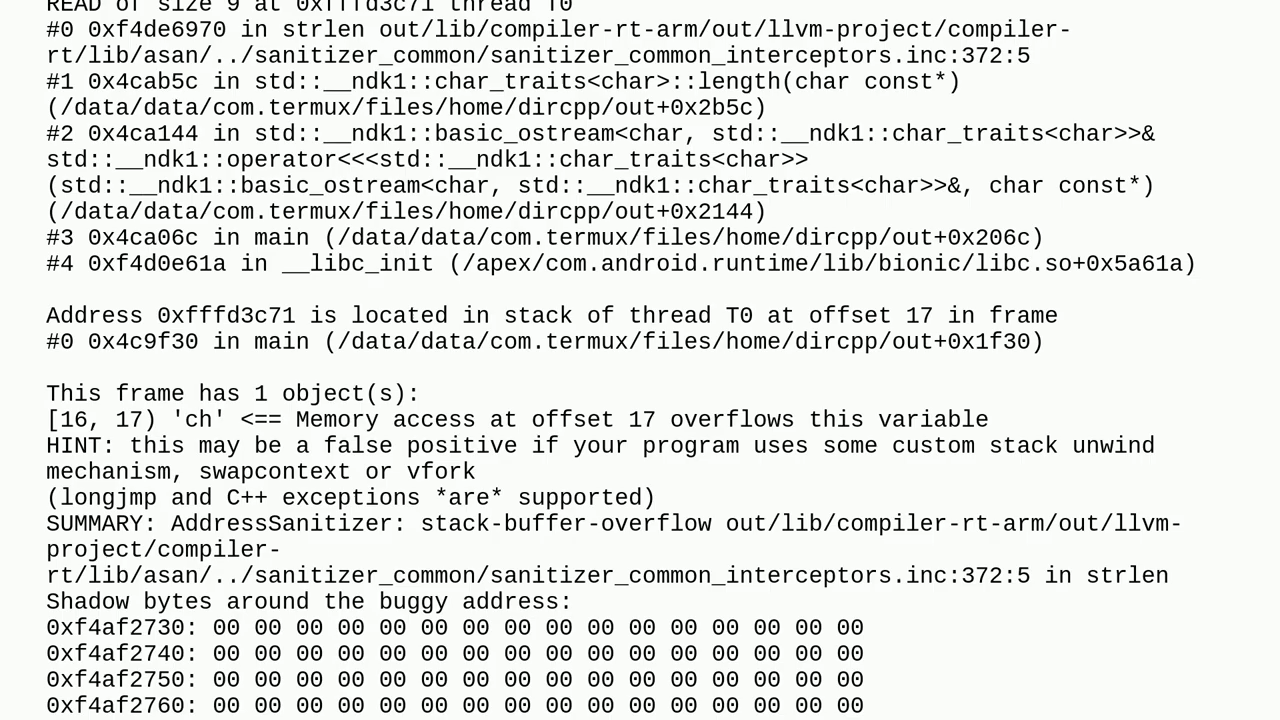 READ of size 9 at 0xfffd3c71 thread T0
#0 0xf4de6970 in strlen out/lib/compiler-rt-arm/out/llvm-project/compiler-
rt/lib/asan/../sanitizer_common/sanitizer_common_interceptors.inc:372:5
#1 0x4cab5c in std::__ndk1::char_traits<char>::length(char const*)
(/data/data/com.termux/files/home/dircpp/out+0x2b5c)
#2 0x4ca144 in std::__ndk1::basic_ostream<char, std::__ndk1::char_traits<char>>&
std::__ndk1::operator<<<std::__ndk1::char_traits<char>>
(std::__ndk1::basic_ostream<char, std::__ndk1::char_traits<char>>&, char const*)
(/data/data/com.termux/files/home/dircpp/out+0x2144)
#3 0x4ca06c in main (/data/data/com.termux/files/home/dircpp/out+0x206c)
#4 0xf4d0e61a in __libc_init (/apex/com.android.runtime/lib/bionic/libc.so+0x5a61a)
Address 0xfffd3c71 is located in stack of thread T0 at offset 17 in frame
#0 0x4c9f30 in main (/data/data/com.termux/files/home/dircpp/out+0x1f30)
This frame has 1 object(s):
[16, 17) 'ch' <== Memory access at offset 17 overflows this variable
HINT: this may be a false positive if your program uses some custom stack unwind
mechanism, swapcontext or vfork
(longjmp and C++ exceptions *are* supported)
SUMMARY: AddressSanitizer: stack-buffer-overflow out/lib/compiler-rt-arm/out/llvm-
project/compiler-
rt/lib/asan/../sanitizer_common/sanitizer_common_interceptors.inc:372:5 in strlen
Shadow bytes around the buggy address:
0xf4af2730: 00 00 00 00 00 00 00 00 00 00 00 00 00 00 00 00
0xf4af2740: 00 00 00 00 00 00 00 00 00 00 00 00 00 00 00 00
0xf4af2750: 00 00 00 00 00 00 00 00 00 00 00 00 00 00 00 00
0xf4af2760: 00 00 00 00 00 00 00 00 00 00 00 00 00 00 00 00